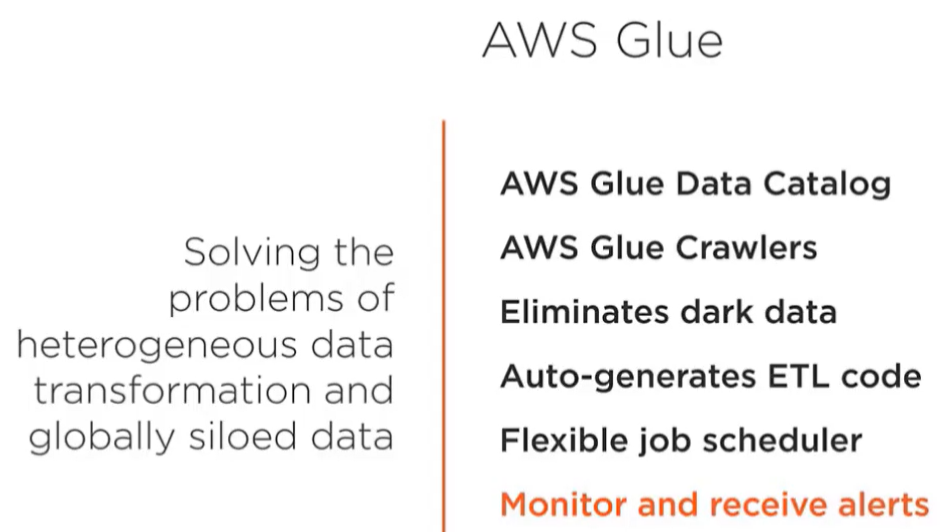 AWS Glue
Solving the
problems of
heterogeneous data
transformation and
globally siloed data
AWS Glue Data Catalog
AWS Glue Crawlers
Eliminates dark data
Auto-generates ETL code
Flexible job scheduler
Monitor and receive alerts